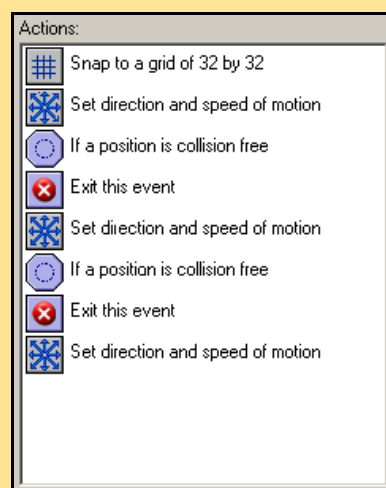 Actions:
Snap to a grid of 32 by 32
Set direction and speed of motion
If a position is collision free
Exit this event
Set direction and speed of motion
If a position is collision free
Exit this event
Set direction and speed of motion